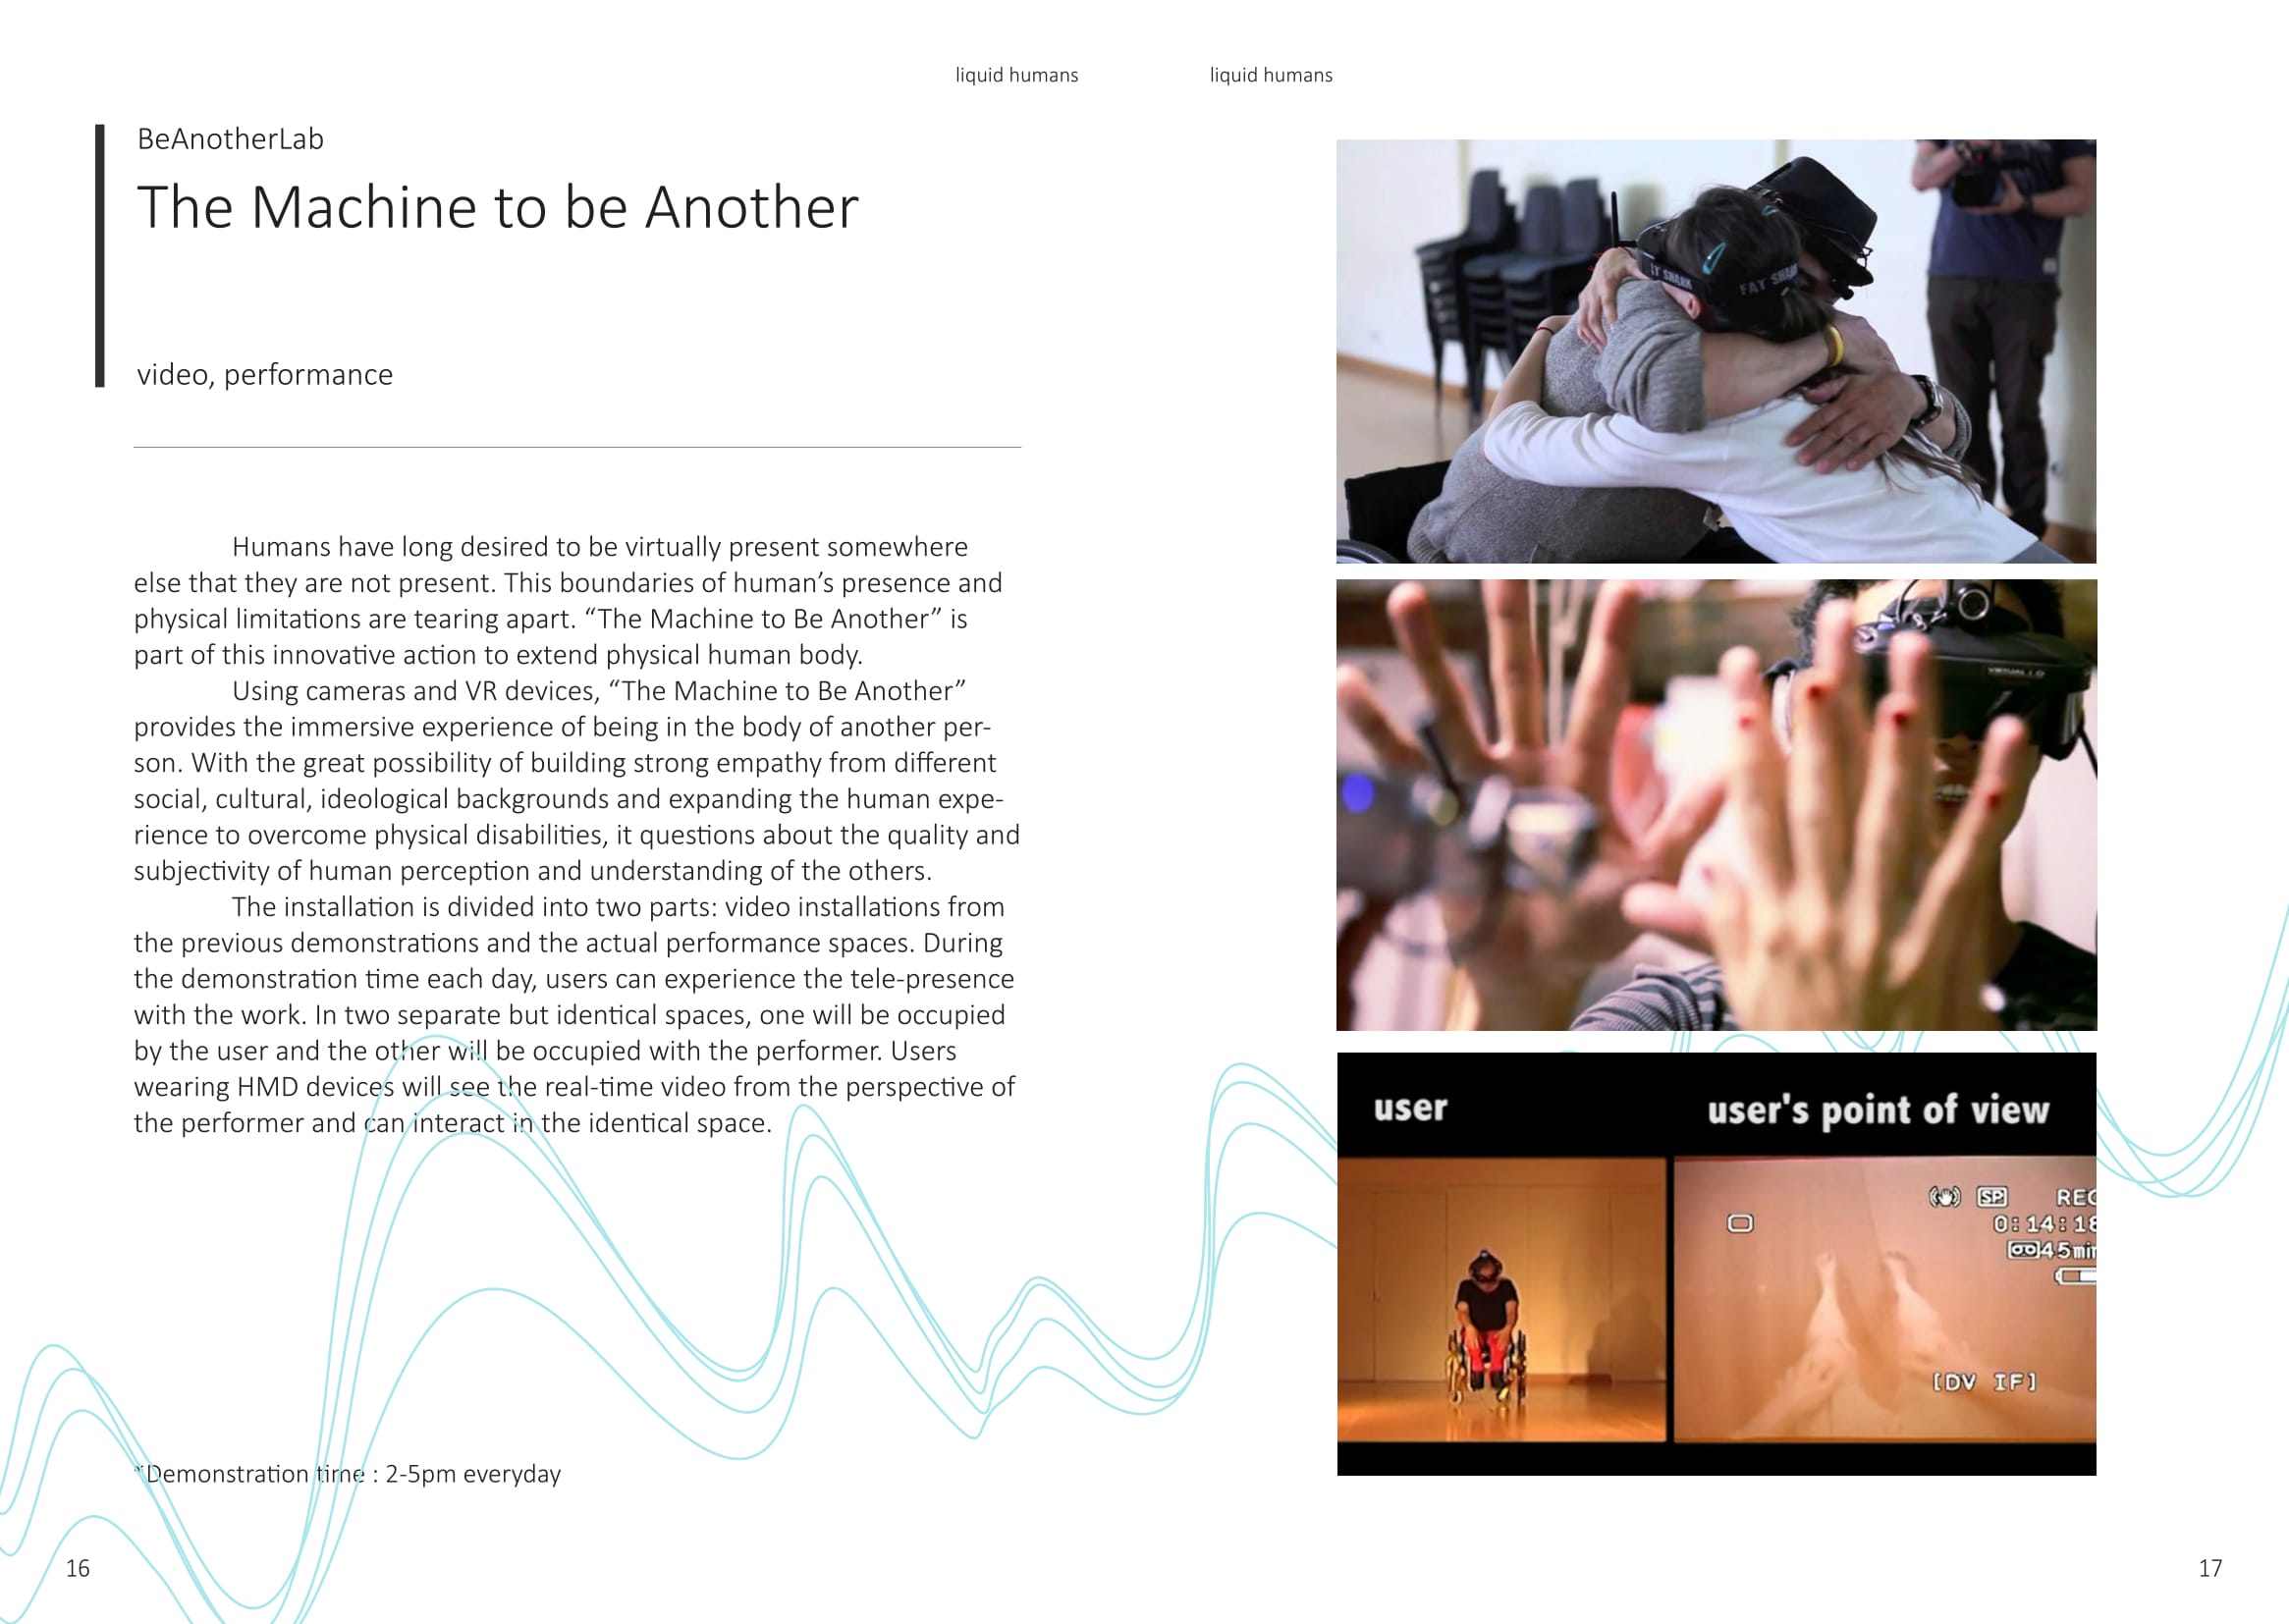 liquid humans
BeAnotherLab
The Machine to be Another
video, performance
Humans have long desired to be virtually present somewhere
else that they are not present. This boundaries of human’s presence and
physical limitations are tearing apart. “The Machine to Be Another” is
part of this innovative action to extend physical human body.
Using cameras and VR devices, “The Machine to Be Another”
provides the immersive experience of being in the body of another per-
son. With the great possibility of building strong empathy from different
social, cultural, ideological backgrounds and expanding the human expe-
rience to overcome physical disabilities, it questions about the quality and
subjectivity of human perception and understanding of the others.
The installation is divided into two parts: video installations from
the previous demonstrations and the actual performance spaces. During
the demonstration time each day, users can experience the tele-presence
with the work. In two separate but identical spaces, one will be occupied
by the user and the other will be occupied with the performer. Users
wearing HMD devices will see the real-time video from the perspective of
the performer and can interact in the identical space.
*Demonstration time : 2-5pm everyday
16
liquid humans
FAT SHARK
user
user's point of view
SP REC
0:14:18
45min
[DV IF]
17